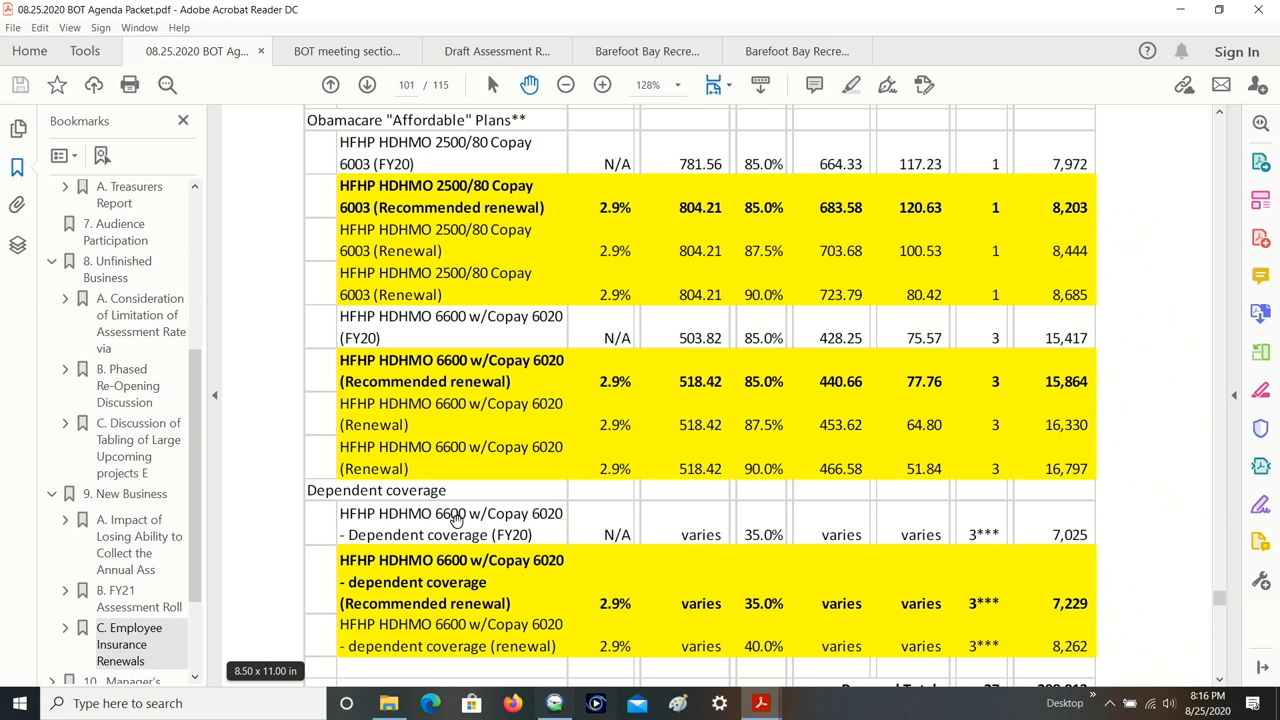 08.25.2020 BOT Agenda Packet.pdf - Adobe Acrobat Reader DC
File Edit View Sign Window Help
Home Tools 08.25.2020 BOT Ag... × BOT meeting sectio... Draft Assessment R... Barefoot Bay Recre... Barefoot Bay Recre... Sign In
101 / 115 128%
Bookmarks
A. Treasurers
Report
7. Audience
Participation
8. Unfinished
Business
A. Consideration
of Limitation of
Assessment Rate
via
B. Phased
Re-Opening
Discussion
C. Discussion of
Tabling of Large
Upcoming
projects E
9. New Business
A. Impact of
Losing Ability to
Collect the
Annual Ass
B. FY21
Assessment Roll
C. Employee
Insurance
Renewals
Obamacare "Affordable" Plans**
HFHP HDHMO 2500/80 Copay
6003 (FY20) N/A 781.56 85.0% 664.33 117.23 1 7,972
HFHP HDHMO 2500/80 Copay
6003 (Recommended renewal) 2.9% 804.21 85.0% 683.58 120.63 1 8,203
HFHP HDHMO 2500/80 Copay
6003 (Renewal) 2.9% 804.21 87.5% 703.68 100.53 1 8,444
HFHP HDHMO 2500/80 Copay
6003 (Renewal) 2.9% 804.21 90.0% 723.79 80.42 1 8,685
HFHP HDHMO 6600 w/Copay 6020
(FY20) N/A 503.82 85.0% 428.25 75.57 3 15,417
HFHP HDHMO 6600 w/Copay 6020
(Recommended renewal) 2.9% 518.42 85.0% 440.66 77.76 3 15,864
HFHP HDHMO 6600 w/Copay 6020
(Renewal) 2.9% 518.42 87.5% 453.62 64.80 3 16,330
HFHP HDHMO 6600 w/Copay 6020
(Renewal) 2.9% 518.42 90.0% 466.58 51.84 3 16,797
Dependent coverage
HFHP HDHMO 6600 w/Copay 6020
- Dependent coverage (FY20) N/A varies 35.0% varies varies 3*** 7,025
HFHP HDHMO 6600 w/Copay 6020
- dependent coverage
(Recommended renewal) 2.9% varies 35.0% varies varies 3*** 7,229
HFHP HDHMO 6600 w/Copay 6020
- dependent coverage (renewal) 2.9% varies 40.0% varies varies 3*** 8,262
8.50 x 11.00 in
Type here to search
Desktop
8:16 PM
8/25/2020